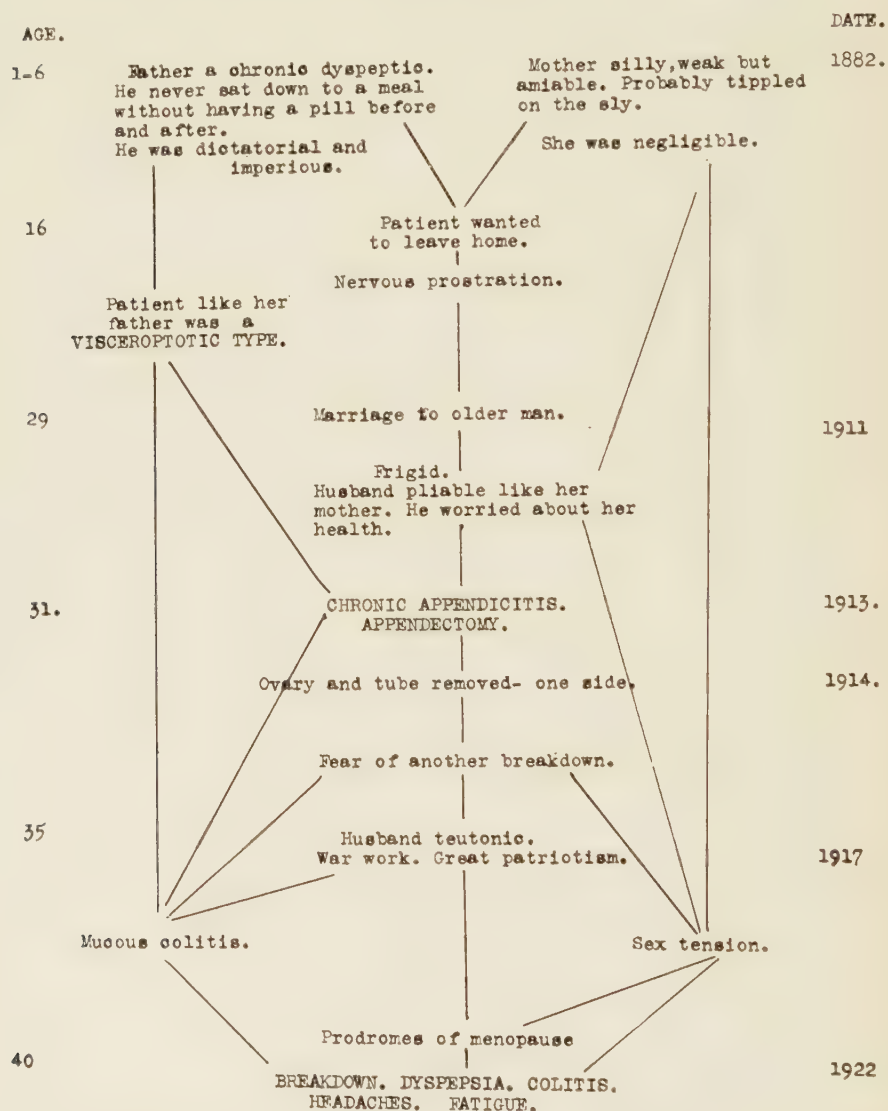 AGE.
DATE.
1-6
Father a chronic dyspeptic.
He never sat down to a meal
without having a pill before
and after.
He was dictatorial and
imperious.
Mother silly,weak but
amiable. Probably tippled
on the sly.
She was negligible.
1882.
16
Patient wanted
to leave home.
Nervous prostration.
Patient like her
father was a
VISCEROPTOTIC TYPE.
29
Marriage to older man.
1911
Frigid.
Husband pliable like her
mother. He worried about her
health.
31.
CHRONIC APPENDICITIS.
APPENDECTOMY.
1913.
Ovary and tube removed- one side.
1914.
Fear of another breakdown.
35
Husband teutonic.
War work. Great patriotism.
1917
Mucous colitis.
Sex tension.
Prodromes of menopause
40
BREAKDOWN. DYSPEPSIA. COLITIS.
HEADACHES. FATIGUE.
1922